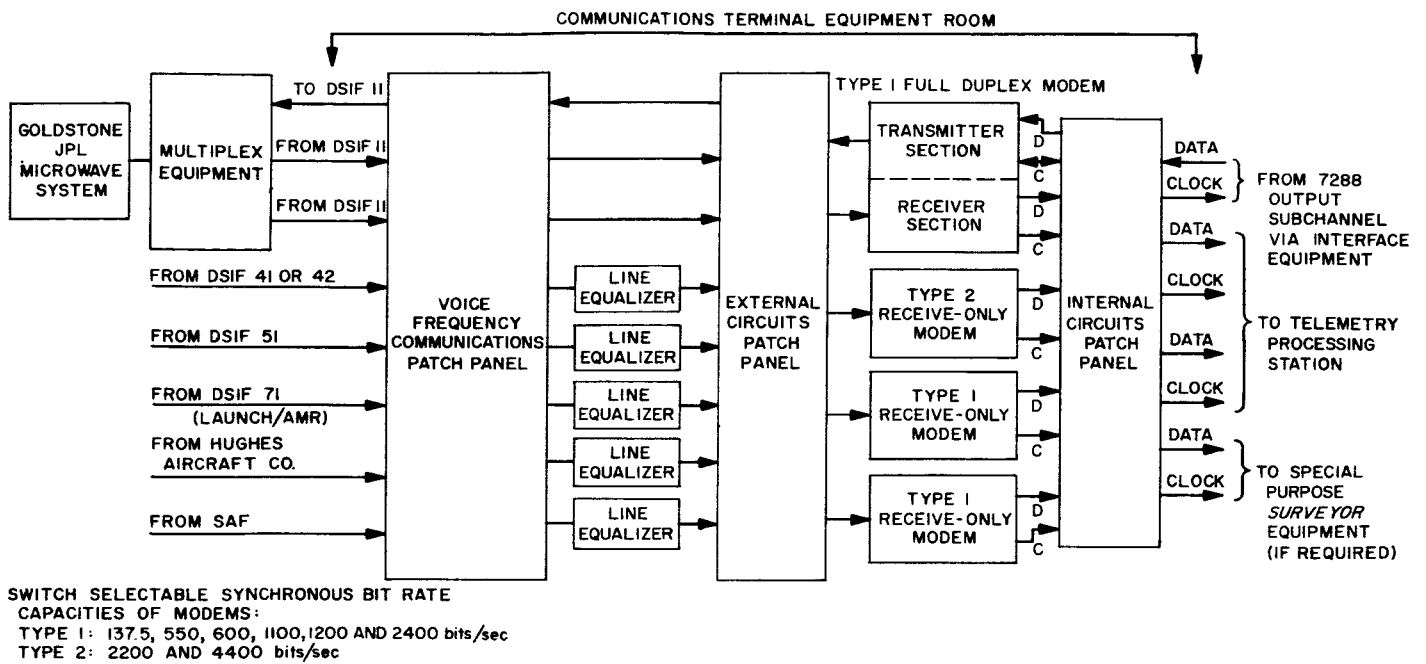 COMMUNICATIONS TERMINAL EQUIPMENT ROOM
GOLDSTONE
JPL
MICROWAVE
SYSTEM
MULTIPLEX
EQUIPMENT
TO DSIF 11
FROM DSIF 11
FROM DSIF 11
FROM DSIF 41 OR 42
FROM DSIF 51
FROM DSIF 71
(LAUNCH/AMR)
FROM HUGHES
AIRCRAFT CO.
FROM SAF
VOICE
FREQUENCY
COMMUNICATIONS
PATCH PANEL
LINE
EQUALIZER
LINE
EQUALIZER
LINE
EQUALIZER
LINE
EQUALIZER
LINE
EQUALIZER
EXTERNAL
CIRCUITS
PATCH
PANEL
TYPE 1 FULL DUPLEX MODEM
TRANSMITTER
SECTION
RECEIVER
SECTION
TYPE 2
RECEIVE-ONLY
MODEM
TYPE 1
RECEIVE-ONLY
MODEM
TYPE 1
RECEIVE-ONLY
MODEM
D
C
D
C
D
C
D
C
D
C
INTERNAL
CIRCUITS
PATCH
PANEL
DATA
CLOCK
DATA
CLOCK
DATA
CLOCK
DATA
CLOCK
FROM 7288
OUTPUT
SUBCHANNEL
VIA INTERFACE
EQUIPMENT
TO TELEMETRY
PROCESSING
STATION
TO SPECIAL
PURPOSE
SURVEYOR
EQUIPMENT
(IF REQUIRED)
SWITCH SELECTABLE SYNCHRONOUS BIT RATE
CAPACITIES OF MODEMS:
TYPE 1: 137.5, 550, 600, 1100, 1200 AND 2400 bits/sec
TYPE 2: 2200 AND 4400 bits/sec